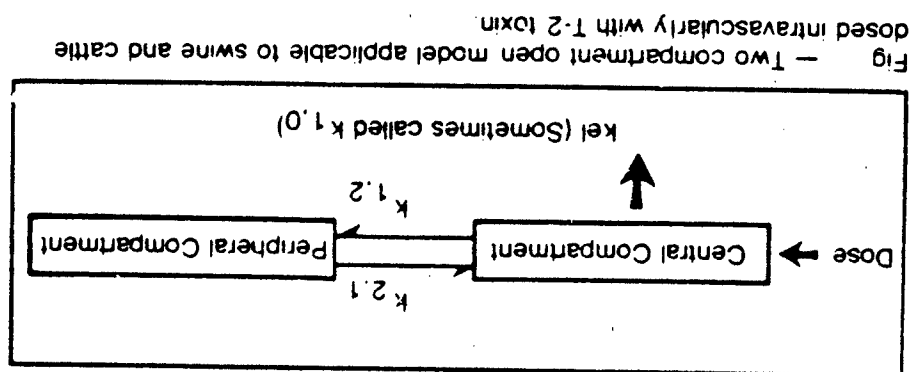 k 2.1
Dose
Central Compartment
Peripheral Compartment
k 1.2
kel (Sometimes called k 1,0)
Fig — Two compartment open model applicable to swine and cattle
dosed intravascularly with T-2 toxin.